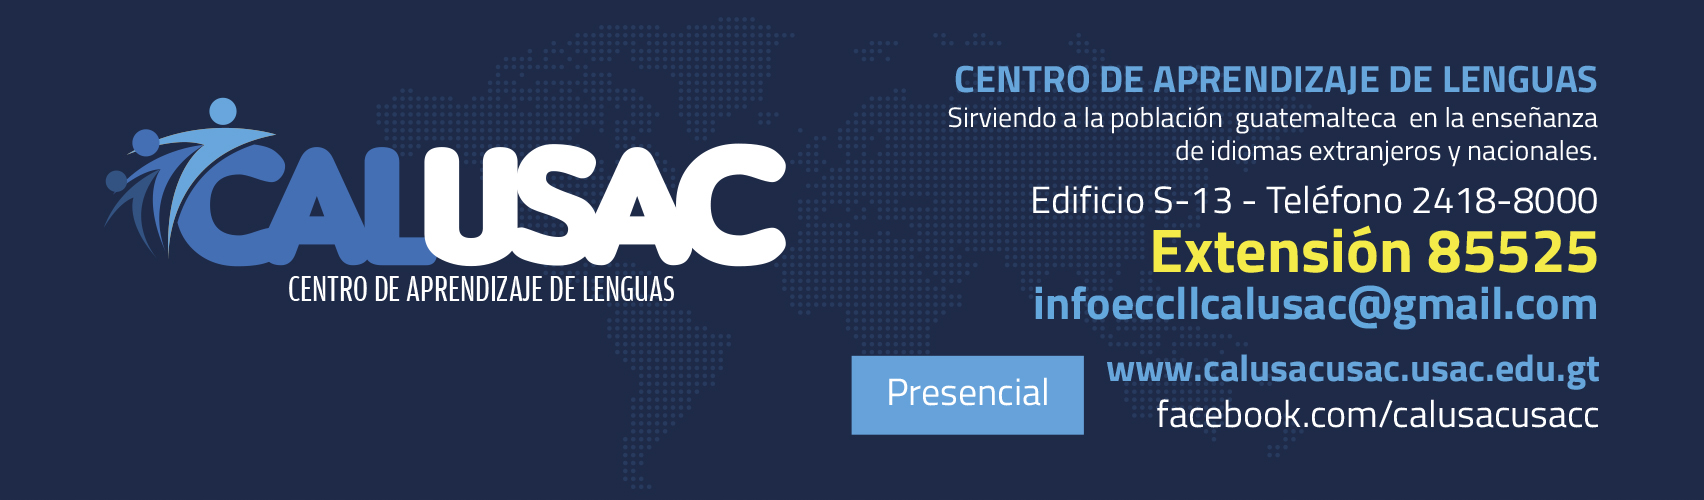 CALUSAC
CENTRO DE APRENDIZAJE DE LENGUAS
CENTRO DE APRENDIZAJE DE LENGUAS
Sirviendo a la población guatemalteca en la enseñanza
de idiomas extranjeros y nacionales.
Edificio S-13 - Teléfono 2418-8000
Extensión 85525
infoeccllcalusac@gmail.com
Presencial
www.calusacusac.usac.edu.gt
facebook.com/calusacusacc